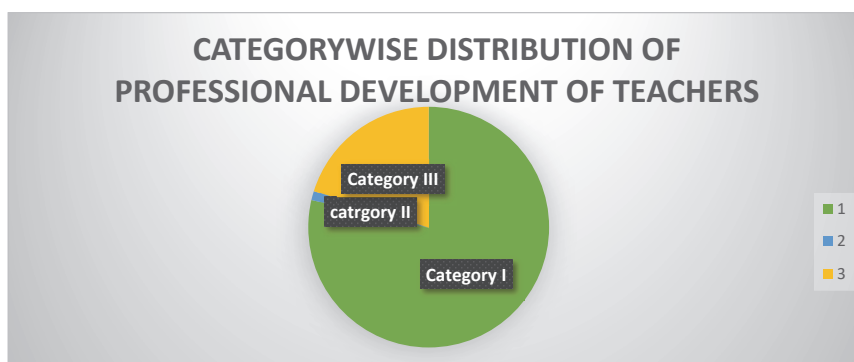 CATEGORYWISE DISTRIBUTION OF
PROFESSIONAL DEVELOPMENT OF TEACHERS
Category III
catrgory II
Category I
1
2
3